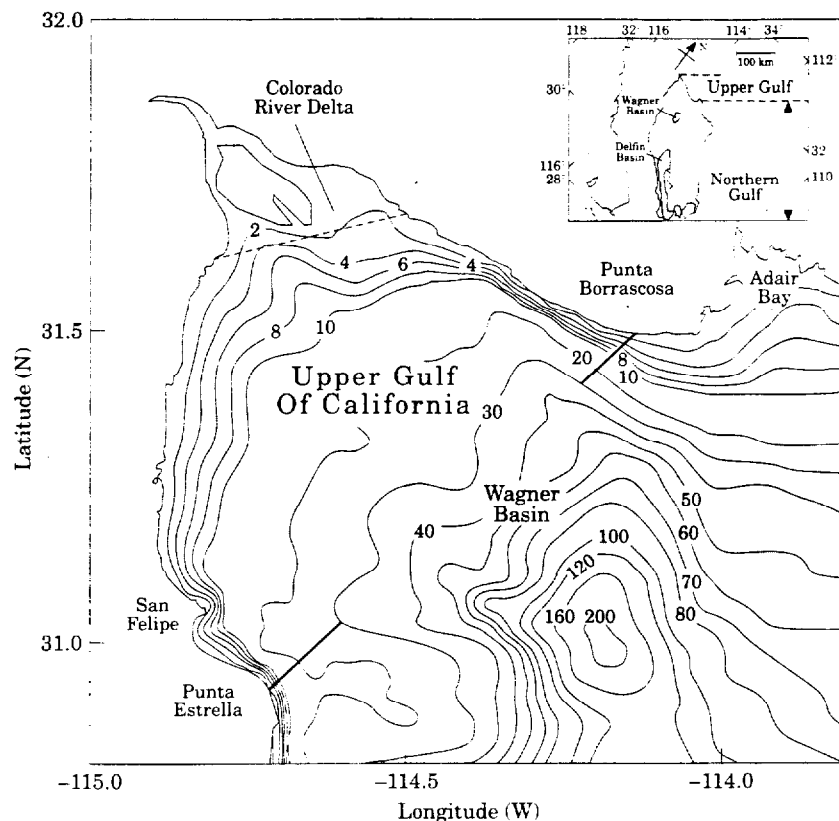 32.0
31.5
31.0
Latitude (N)
-115.0
-114.5
-114.0
Longitude (W)
Colorado
River Delta
2
4
6
4
8
10
Upper Gulf
Of California
Punta
Borrascosa
Adair
Bay
20
8
10
30
Wagner
Basin
40
50
60
100
120
70
160
200
80
San
Felipe
Punta
Estrella
118
32
116
114
34
N
100 km
112
30
Upper Gulf
Wagner
Basin
Delfin
Basin
32
116
28
110
Northern
Gulf